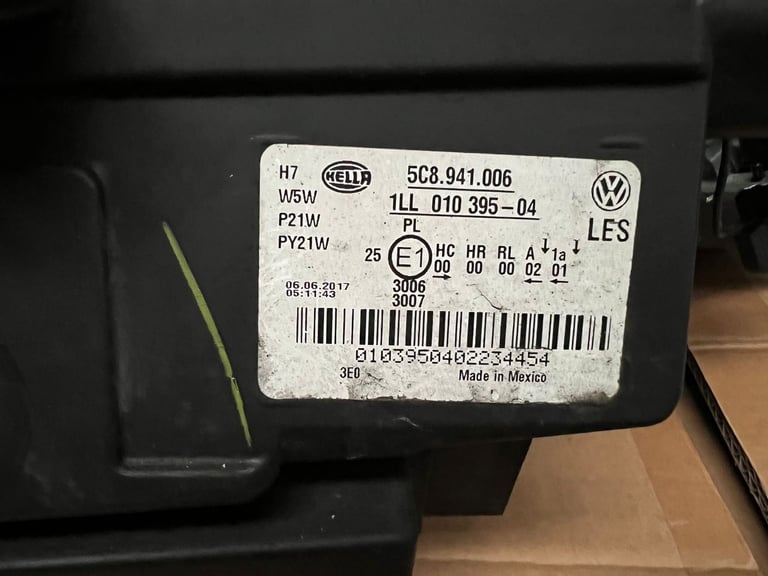 H7 HELLA 5C8.941.006
W5W 1LL 010 395-04
P21W PL LES
PY21W 25 E1 HC HR RL A 1a
00 00 00 02 01
06.06.2017 3006
05:11:43 3007
0103950402234454
3E0 Made in Mexico